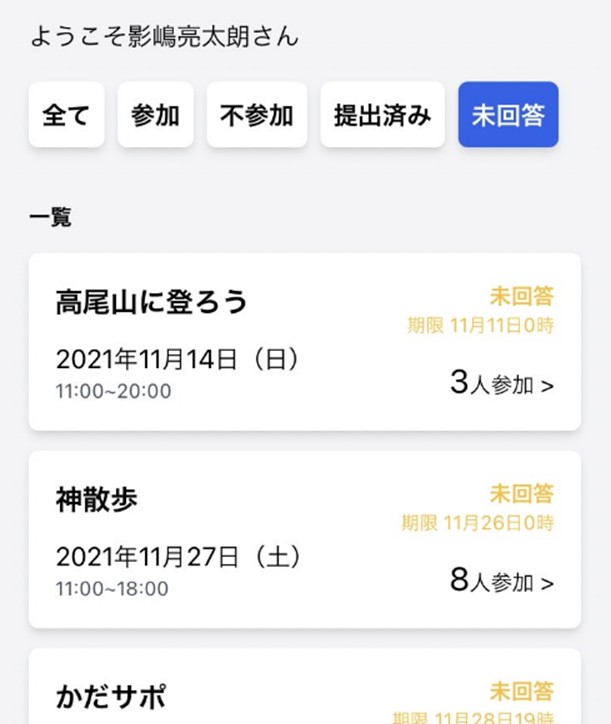 ようこそ影嶋亮太朗さん
全て 参加 不参加 提出済み 未回答
一覧
高尾山に登ろう 未回答
期限 11月11日0時
2021年11月14日（日）
11:00~20:00 3人参加 >
神散歩 未回答
期限 11月26日0時
2021年11月27日（土）
11:00~18:00 8人参加 >
かだサポ 未回答
期限 11月28日19時